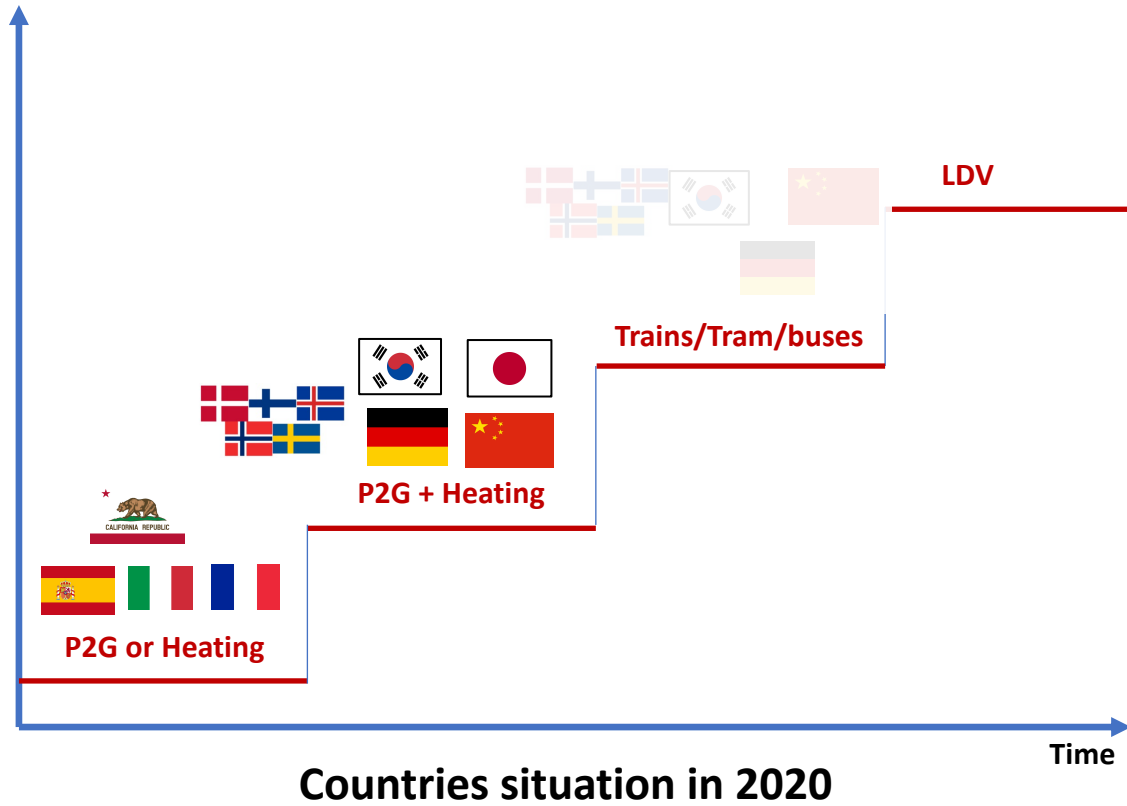 LDV
Trains/Tram/buses
P2G + Heating
CALIFORNIA REPUBLIC
P2G or Heating
Time
Countries situation in 2020